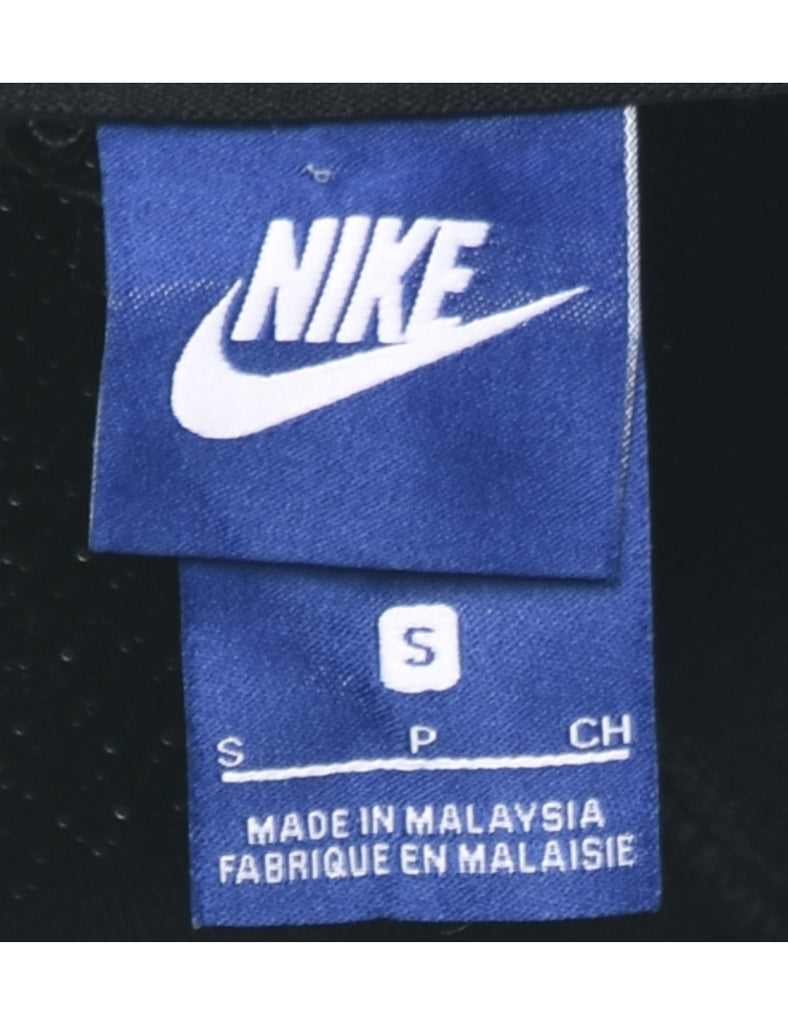 NIKE
S
S P CH
MADE IN MALAYSIA
FABRIQUE EN MALAISIE